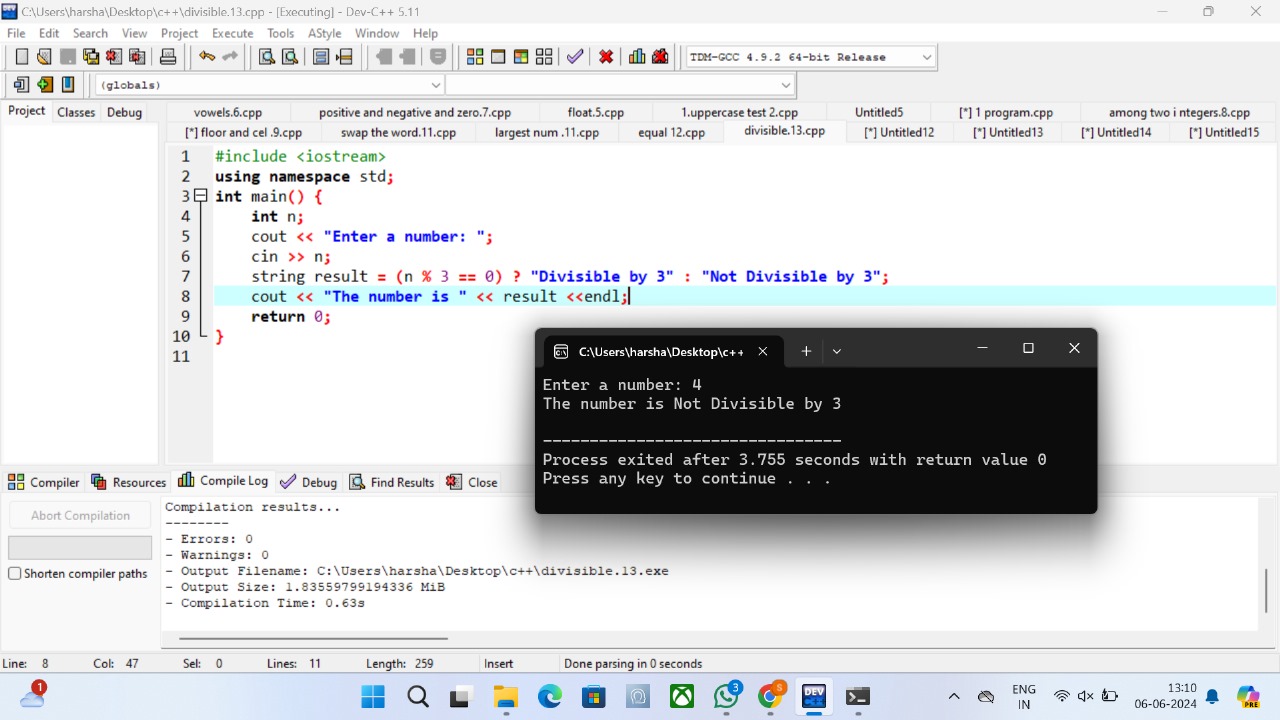 C:\Users\harsha\Desktop\c++\divisible.13.cpp - [Executing] - Dev-C++ 5.11
File Edit Search View Project Execute Tools AStyle Window Help
TDM-GCC 4.9.2 64-bit Release
(globals)
Project Classes Debug
vowels.6.cpp positive and negative and zero.7.cpp float.5.cpp 1.uppercase test 2.cpp Untitled5 [*] 1 program.cpp among two i ntegers.8.cpp
[*] floor and cel .9.cpp swap the word.11.cpp largest num .11.cpp equal 12.cpp divisible.13.cpp [*] Untitled12 [*] Untitled13 [*] Untitled14 [*] Untitled15
1 #include <iostream>
2 using namespace std;
3 int main() {
4 int n;
5 cout << "Enter a number: ";
6 cin >> n;
7 string result = (n % 3 == 0) ? "Divisible by 3" : "Not Divisible by 3";
8 cout << "The number is " << result <<endl;
9 return 0;
10 }
11
C:\Users\harsha\Desktop\c++
Enter a number: 4
The number is Not Divisible by 3
--------------------------------
Process exited after 3.755 seconds with return value 0
Press any key to continue . . .
Compiler Resources Compile Log Debug Find Results Close
Abort Compilation
Shorten compiler paths
Compilation results...
--------
- Errors: 0
- Warnings: 0
- Output Filename: C:\Users\harsha\Desktop\c++\divisible.13.exe
- Output Size: 1.83559799194336 MiB
- Compilation Time: 0.63s
Line: 8 Col: 47 Sel: 0 Lines: 11 Length: 259 Insert Done parsing in 0 seconds
1
3
S
DEV
PRE
ENG
IN
13:10
06-06-2024